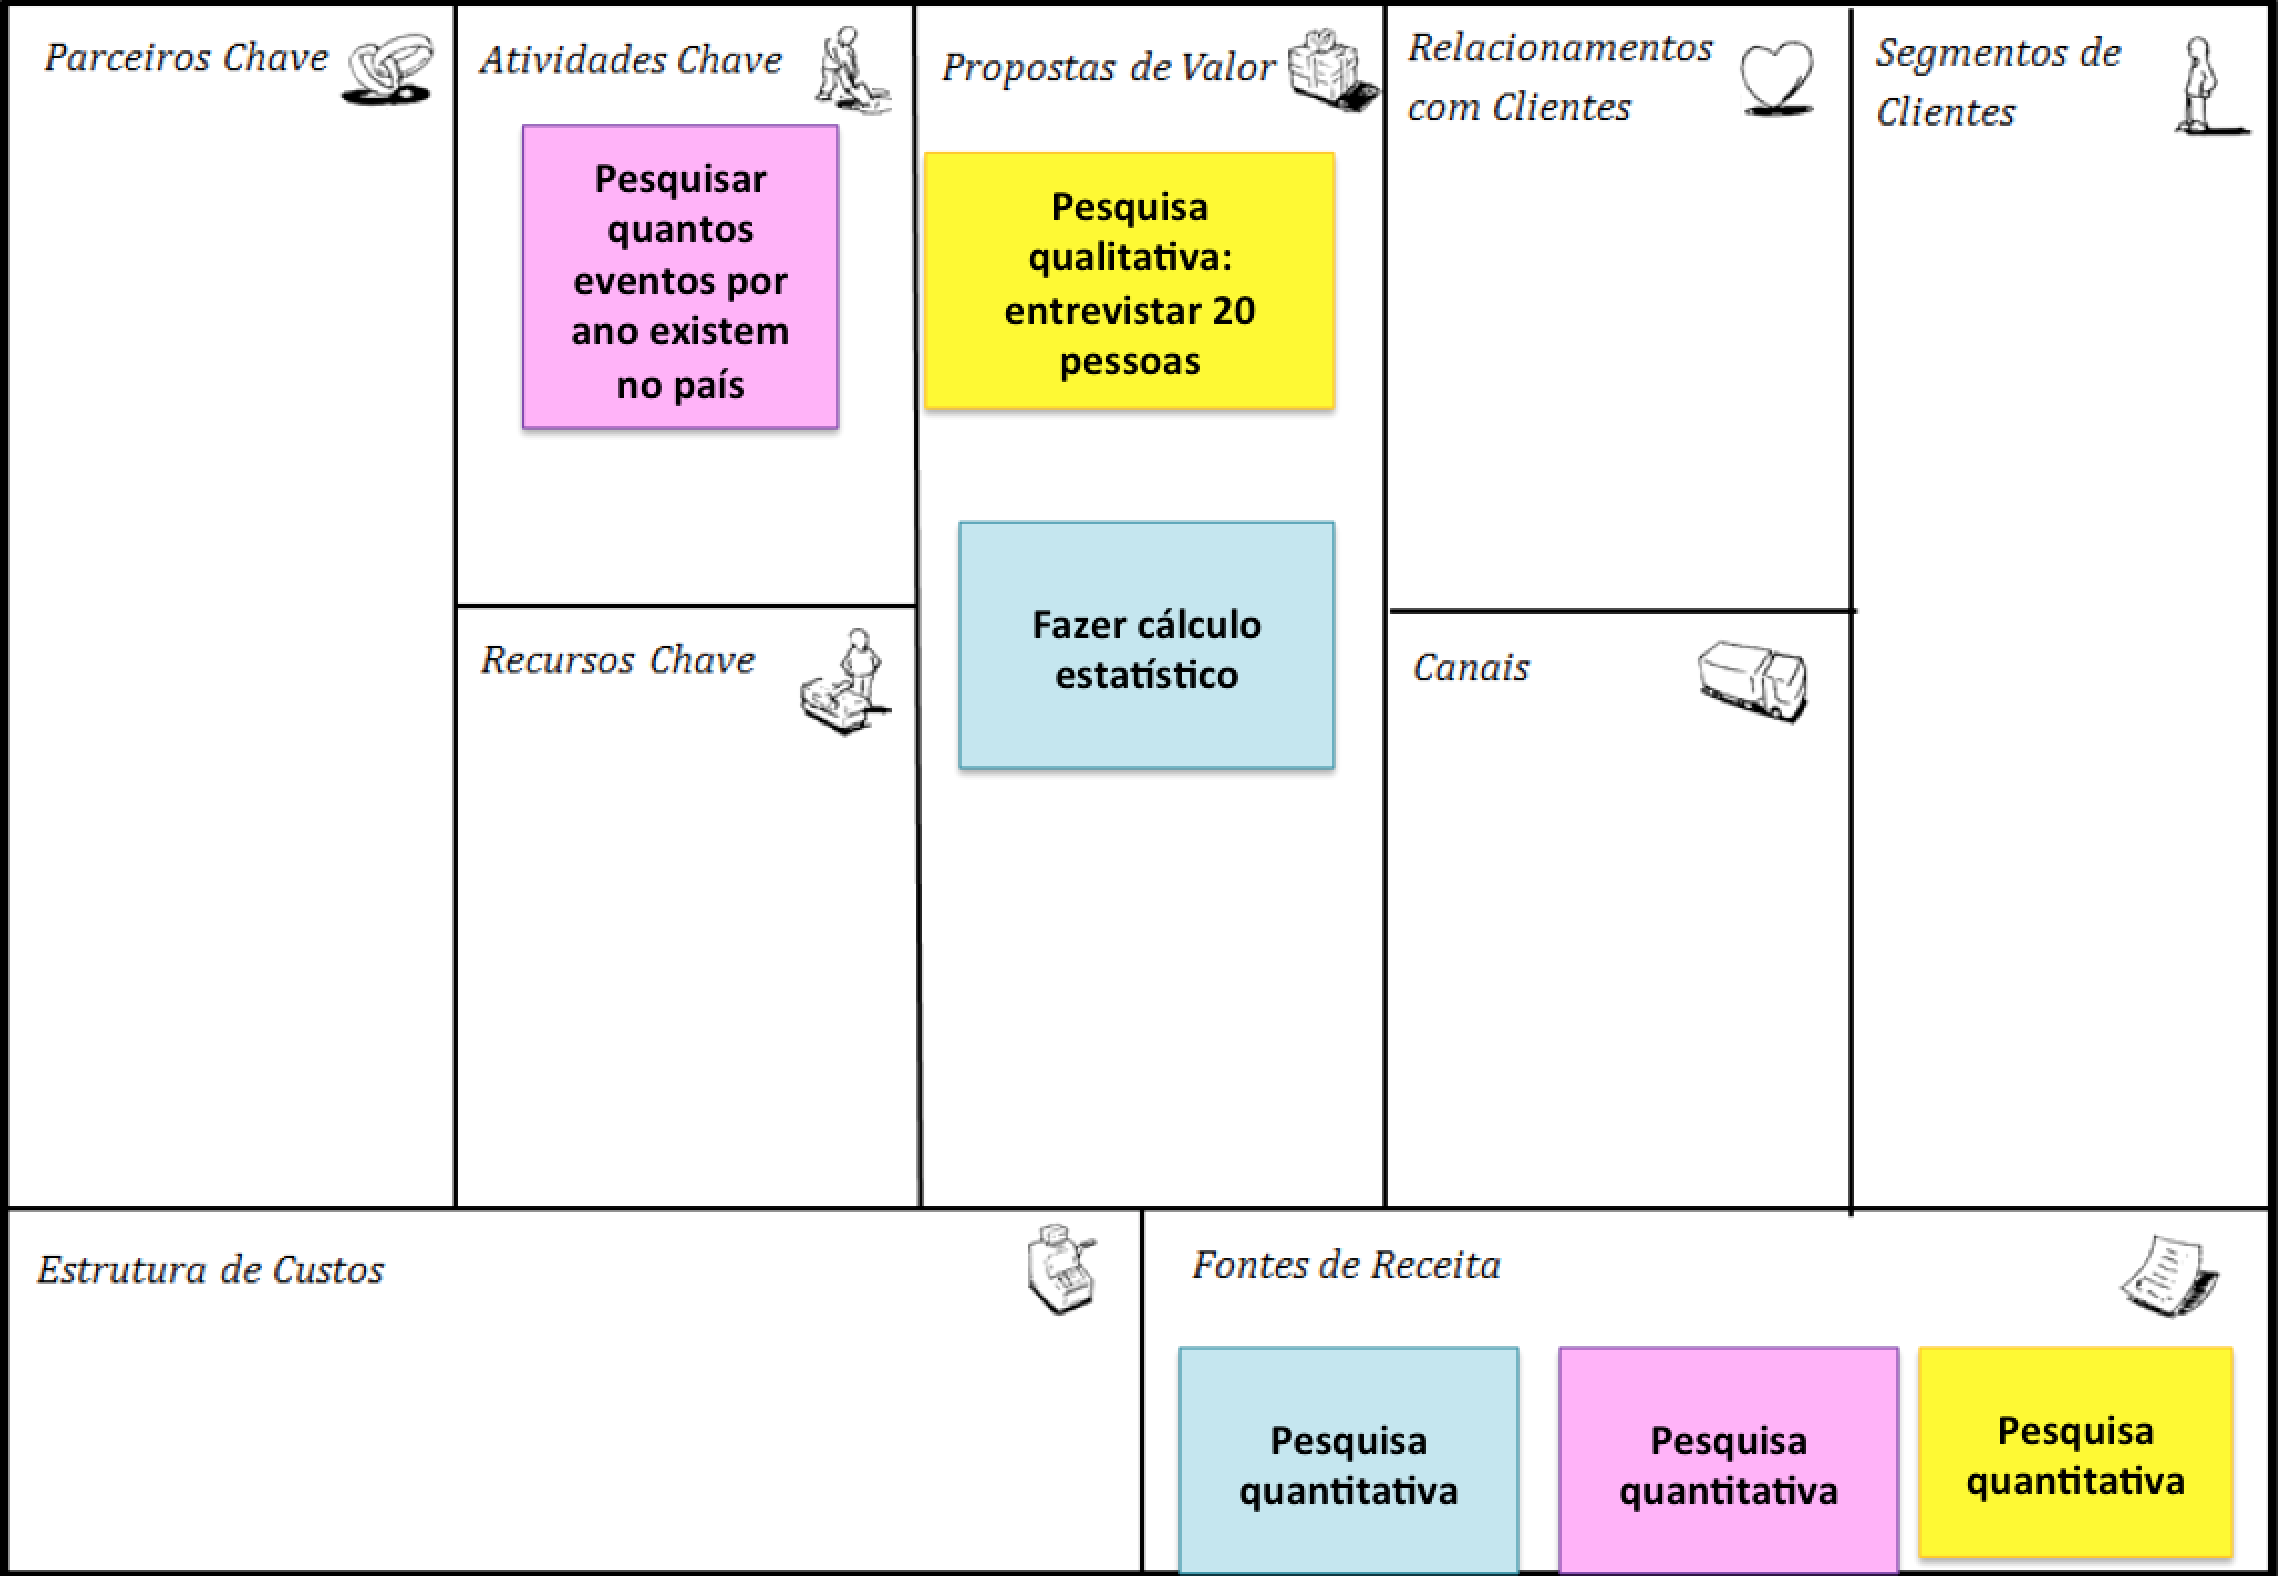 Parceiros Chave
Atividades Chave
Pesquisar
quantos
eventos por
ano existem
no país
Recursos Chave
Propostas de Valor
Pesquisa
qualitativa:
entrevistar 20
pessoas
Fazer cálculo
estatístico
Relacionamentos
com Clientes
Canais
Segmentos de
Clientes
Estrutura de Custos
Fontes de Receita
Pesquisa
quantitativa
Pesquisa
quantitativa
Pesquisa
quantitativa